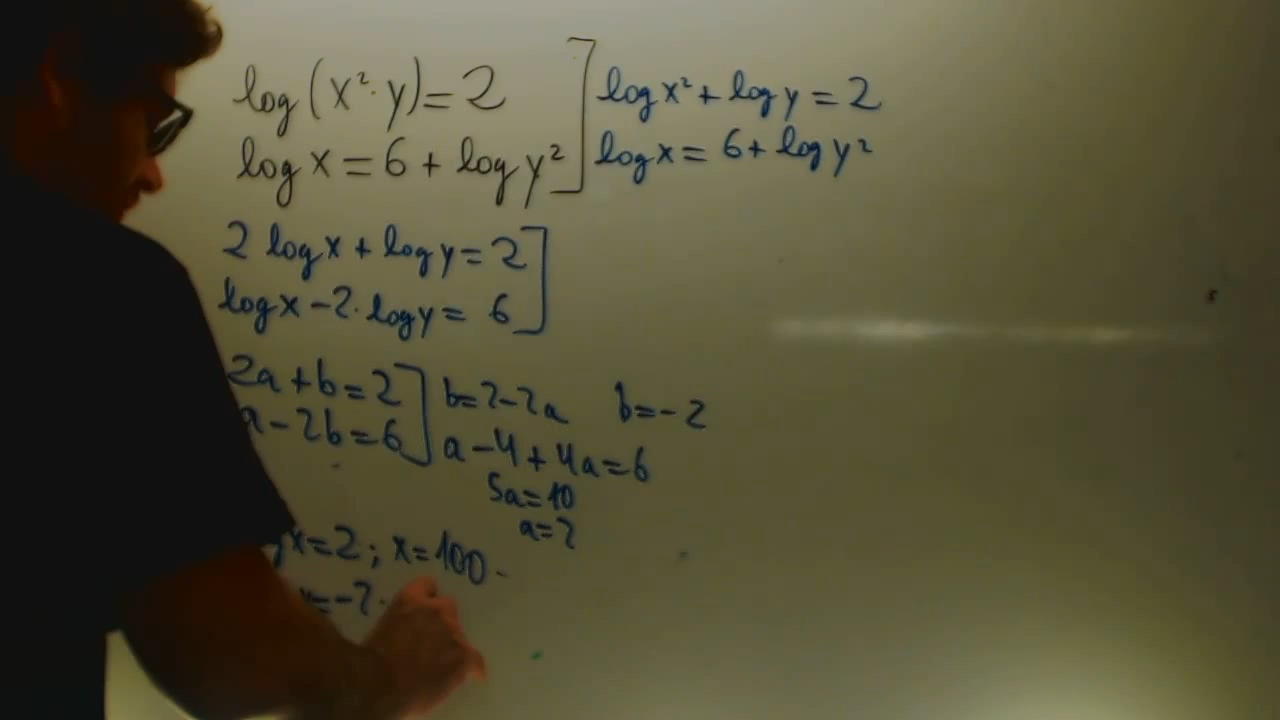 log(x²·y)=2
log x = 6 + log y²
log x² + log y = 2
log x = 6 + log y²
2 log x + log y = 2
log x - 2·log y = 6
2a + b = 2
a - 2b = 6
b = 2 - 2a
b = -2
a - 4 + 4a = 6
5a = 10
a = 2
g x = 2; x = 100
y = -2